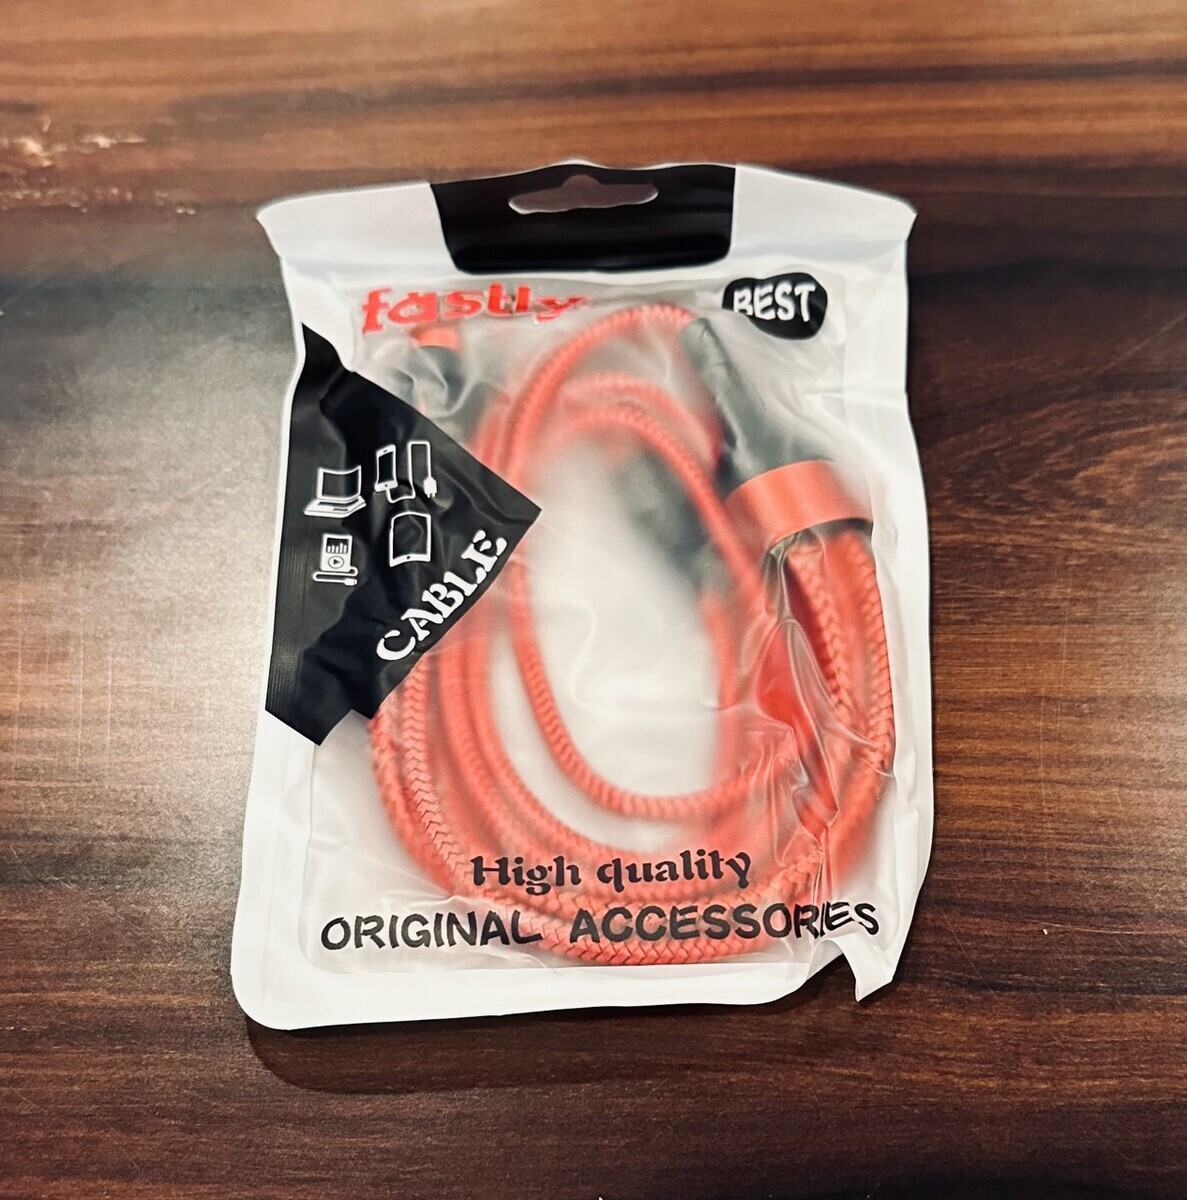 fastly
BEST
CABLE
High quality
ORIGINAL ACCESSORIES